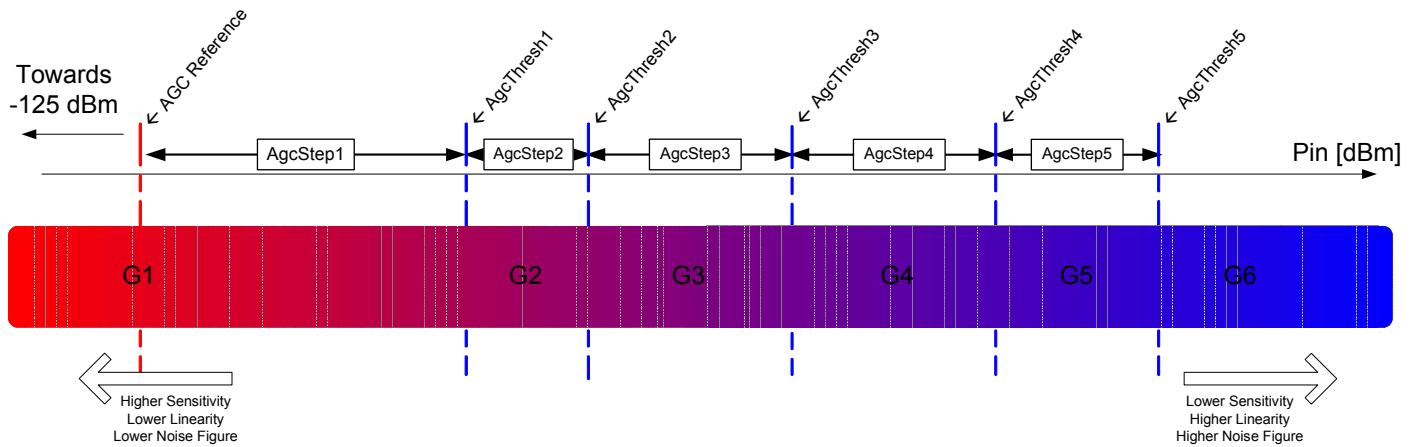 Towards
-125 dBm
← AGC Reference
← AgcThresh1
← AgcThresh2
← AgcThresh3
← AgcThresh4
← AgcThresh5
AgcStep1
AgcStep2
AgcStep3
AgcStep4
AgcStep5
Pin [dBm]
G1
G2
G3
G4
G5
G6
Higher Sensitivity
Lower Linearity
Lower Noise Figure
Lower Sensitivity
Higher Linearity
Higher Noise Figure